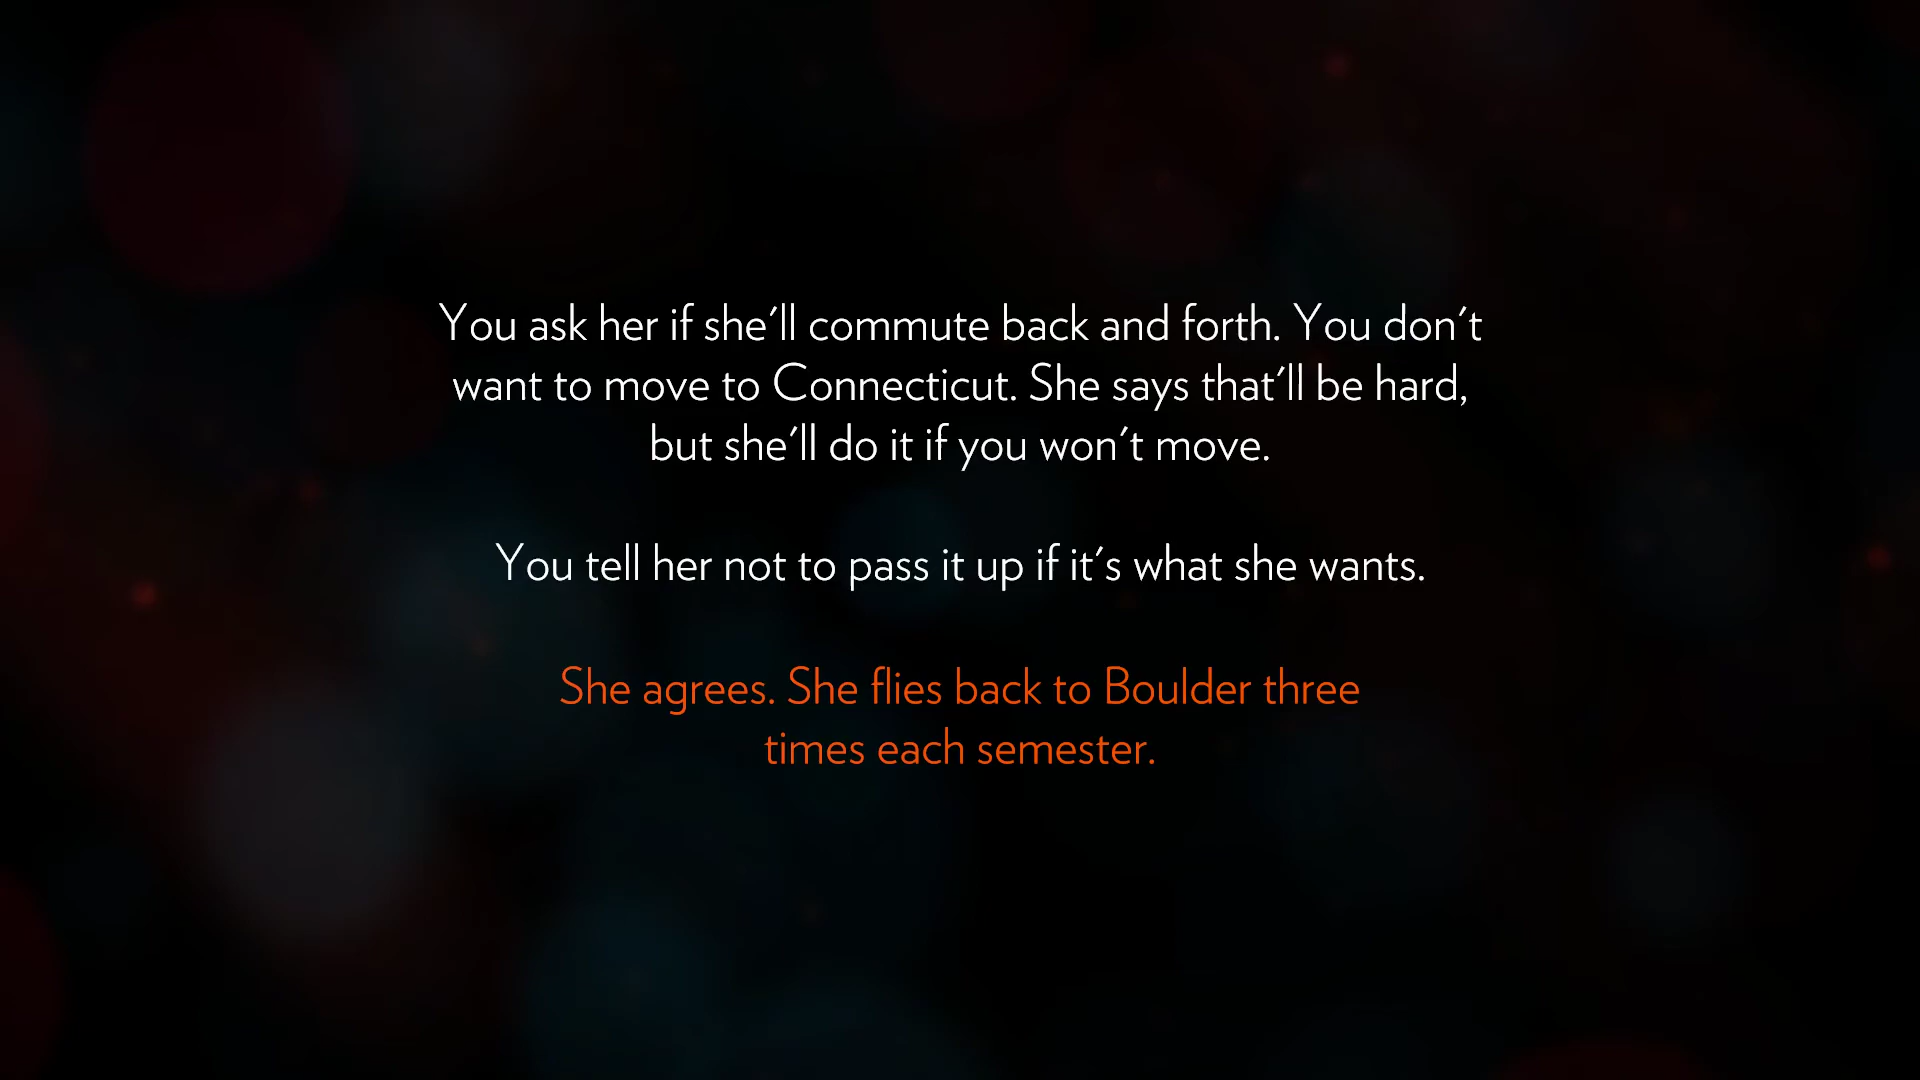 You ask her if she'll commute back and forth. You don't
want to move to Connecticut. She says that'll be hard,
but she'll do it if you won't move.
You tell her not to pass it up if it's what she wants.
She agrees. She flies back to Boulder three
times each semester.